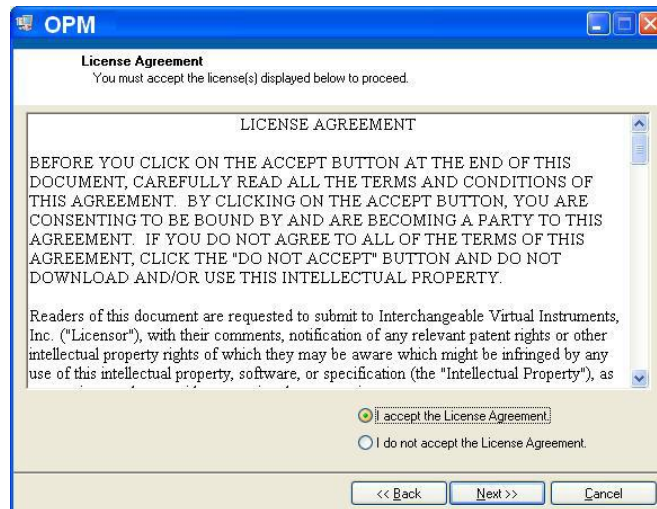 OPM
License Agreement
You must accept the license(s) displayed below to proceed.
LICENSE AGREEMENT
BEFORE YOU CLICK ON THE ACCEPT BUTTON AT THE END OF THIS
DOCUMENT, CAREFULLY READ ALL THE TERMS AND CONDITIONS OF
THIS AGREEMENT.  BY CLICKING ON THE ACCEPT BUTTON, YOU ARE
CONSENTING TO BE BOUND BY AND ARE BECOMING A PARTY TO THIS
AGREEMENT.  IF YOU DO NOT AGREE TO ALL OF THE TERMS OF THIS
AGREEMENT, CLICK THE "DO NOT ACCEPT" BUTTON AND DO NOT
DOWNLOAD AND/OR USE THIS INTELLECTUAL PROPERTY.
Readers of this document are requested to submit to Interchangeable Virtual Instruments,
Inc. ("Licensor"), with their comments, notification of any relevant patent rights or other
intellectual property rights of which they may be aware which might be infringed by any
use of this intellectual property, software, or specification (the "Intellectual Property"), as
I accept the License Agreement.
I do not accept the License Agreement.
<< Back
Next >>
Cancel